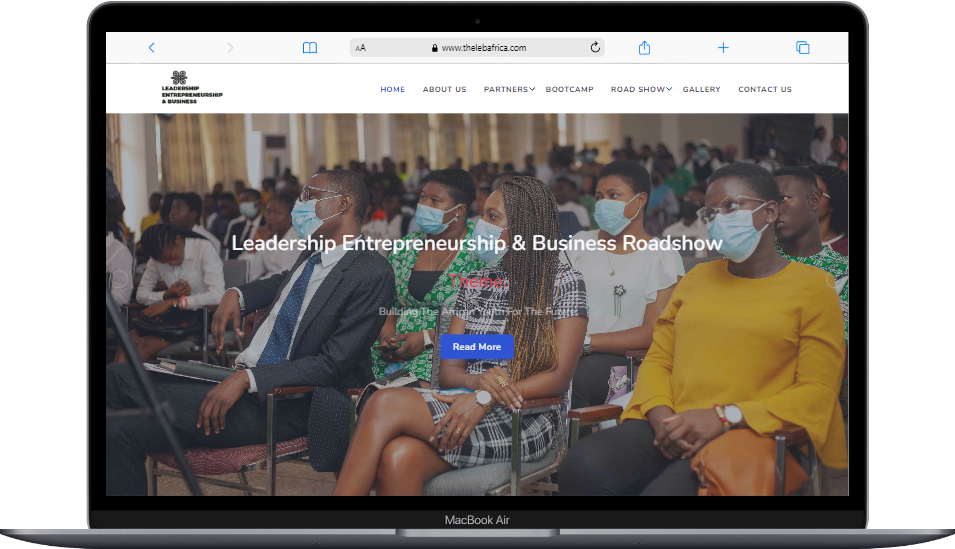 AA www.thelebafrica.com
LEADERSHIP
ENTREPRENEURSHIP
& BUSINESS
HOME ABOUT US PARTNERS BOOTCAMP ROAD SHOW GALLERY CONTACT US
Leadership Entrepreneurship & Business Roadshow
Theme:
Building The African Youth For The Future.
Read More
MacBook Air